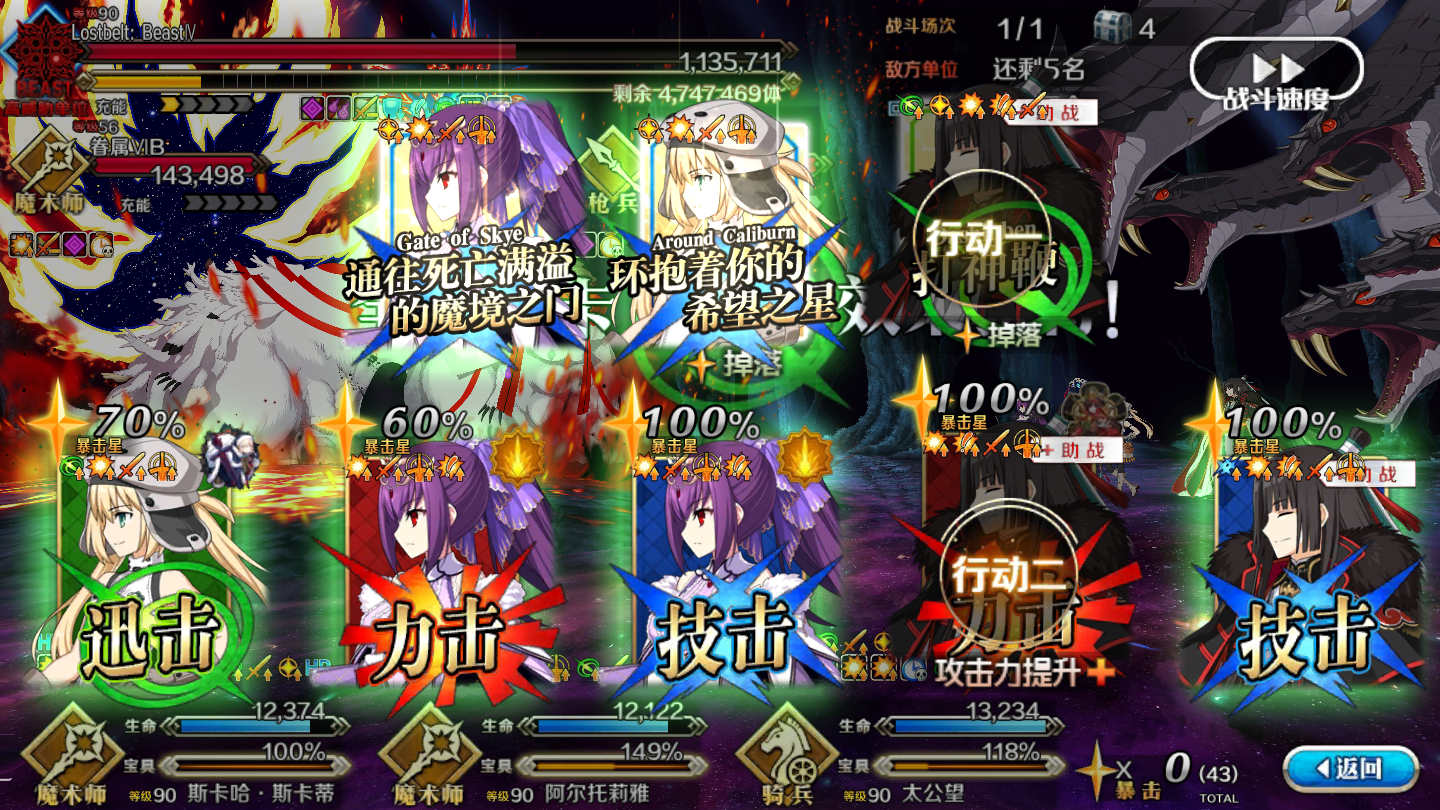 等级90
Lostbelt: BeastⅣ
1,135,711
剩余 4,747,469体
BEAST
高威胁单位
充能
等级56
眷属ⅥB
143,498
魔术师
充能
战斗场次 1/1
4
敌方单位 还剩5名
战斗速度
枪兵
助战
Gate of Skye
通往死亡满溢
的魔境之门
Around Caliburn
环抱着你的
希望之星
掉落
行动一
打神鞭
!
掉落
70%
暴击星
迅击
60%
暴击星
力击
100%
暴击星
技击
100%
暴击星
+ 助战
行动二
力击
攻击力提升
100%
暴击星
助战
技击
生命 12,374
宝具 100%
魔术师 等级90 斯卡哈·斯卡蒂
生命 12,122
宝具 149%
魔术师 等级90 阿尔托莉雅
生命 13,234
宝具 118%
骑兵 等级90 太公望
X 0 (43)
暴击 TOTAL
返回